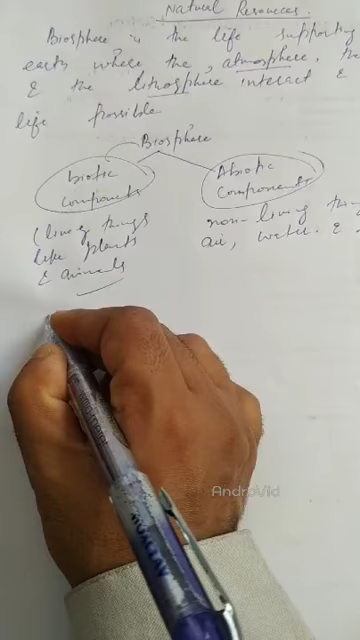 Natural Resources.
Biosphere is the life supporting
earth where the, atmosphere, the
& the lithosphere interact &
life possible
Biosphere
biotic components
Abiotic components
(living things
like plants
& animals
non-living
air, water. &
AndroVid